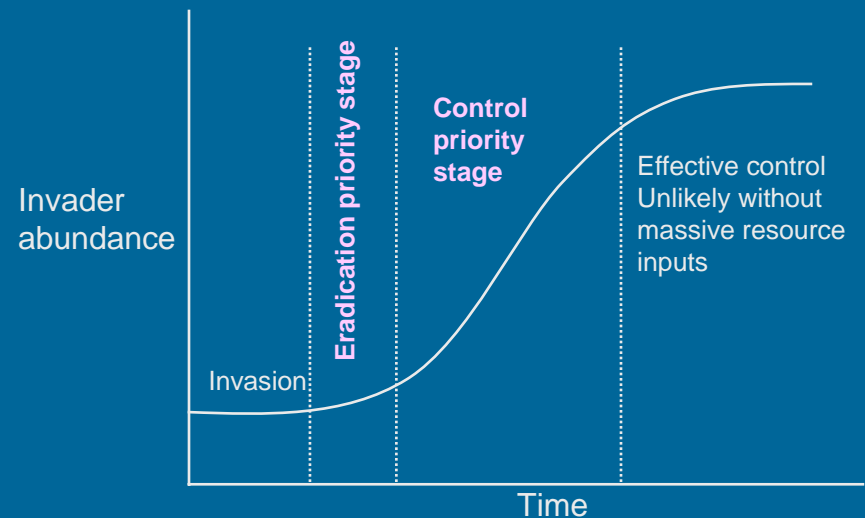 Eradication priority stage
Control
priority
stage
Effective control
Unlikely without
massive resource
inputs
Invader
abundance
Invasion
Time